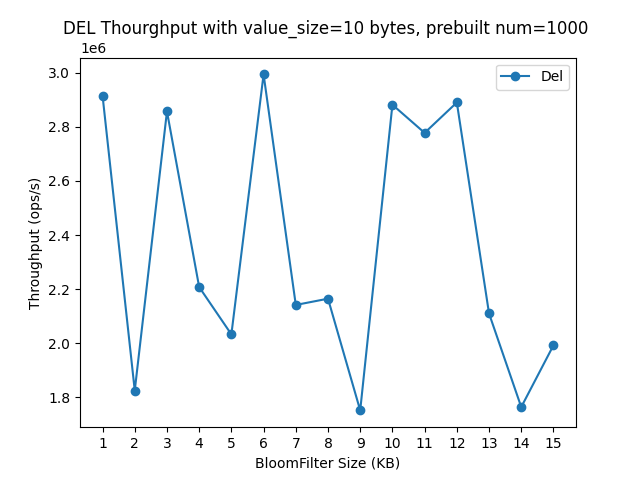 DEL Thourghput with value_size=10 bytes, prebuilt num=1000
1e6
Del
3.0
2.8
2.6
2.4
2.2
2.0
1.8
Throughput (ops/s)
1 2 3 4 5 6 7 8 9 10 11 12 13 14 15
BloomFilter Size (KB)